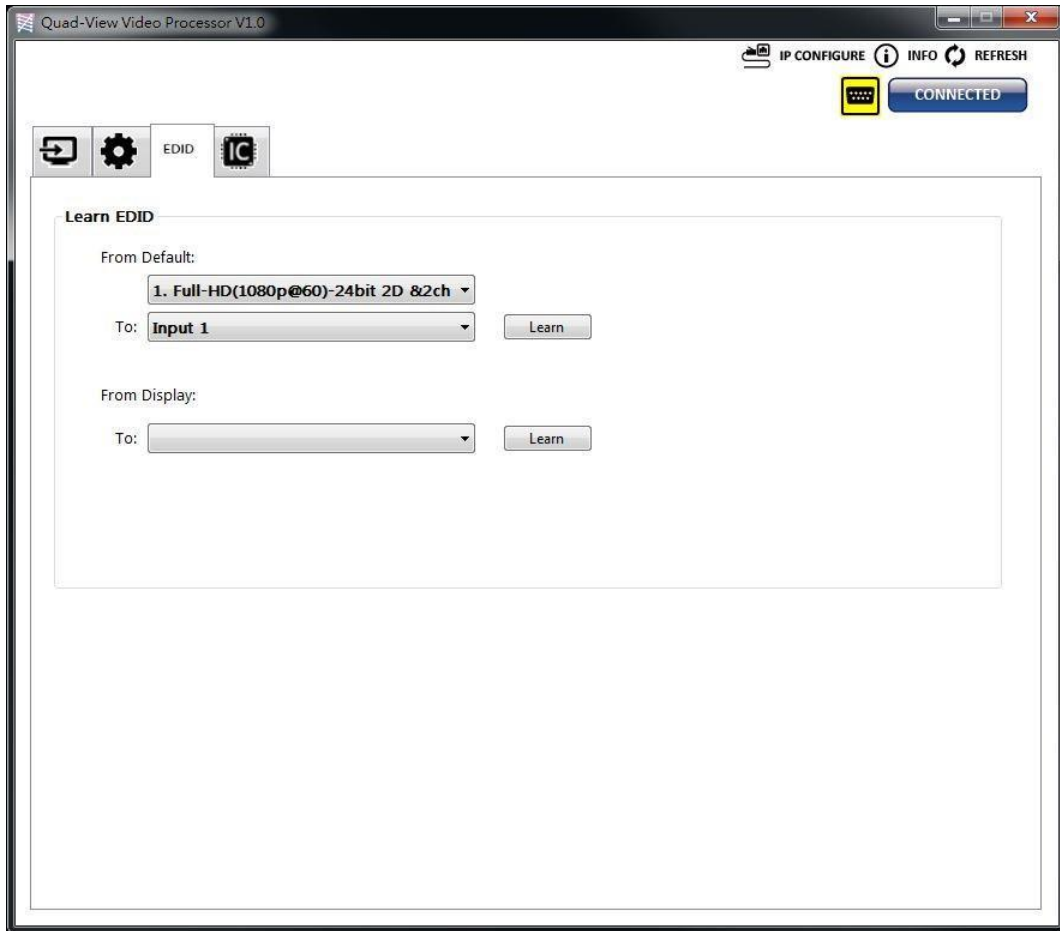 Quad-View Video Processor V1.0
IP CONFIGURE INFO REFRESH
CONNECTED
EDID IC
Learn EDID
From Default:
1. Full-HD(1080p@60)-24bit 2D &2ch
To: Input 1 Learn
From Display:
To: Learn